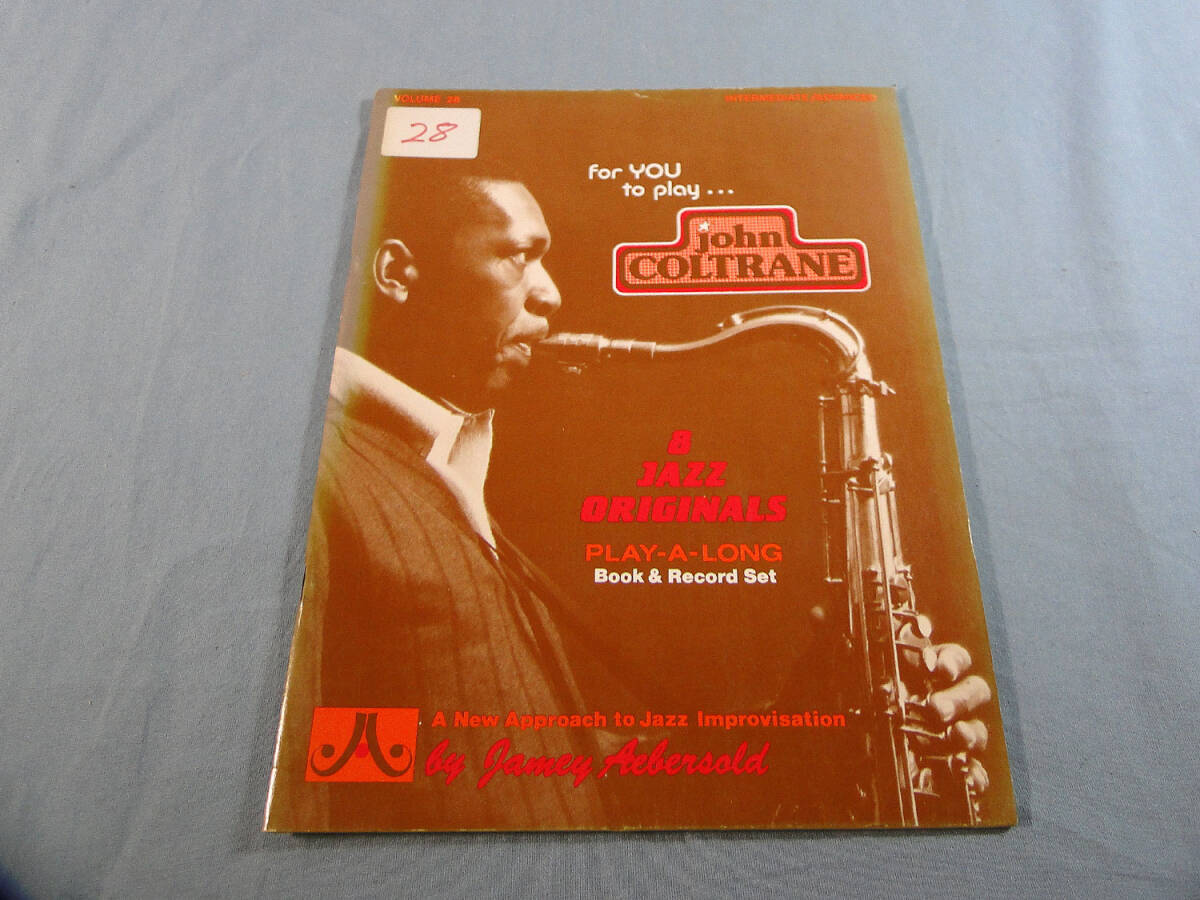 VOLUME 28
INTERMEDIATE/ADVANCED
28
for YOU
to play...
john
COLTRANE
8
JAZZ
ORIGINALS
PLAY-A-LONG
Book & Record Set
A New Approach to Jazz Improvisation
by Jamey Aebersold